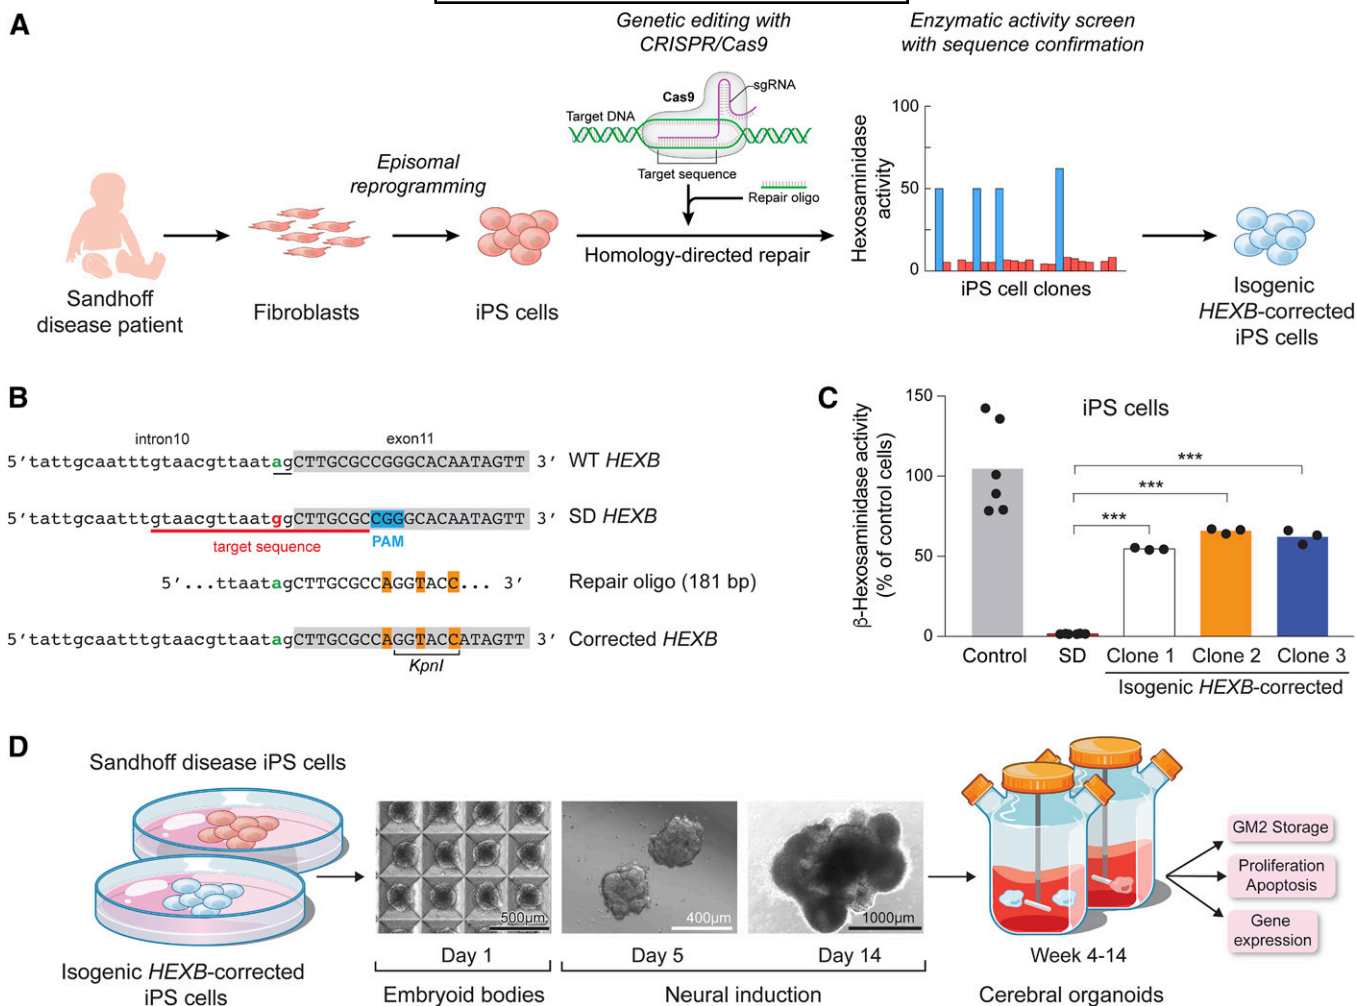 A
Genetic editing with
CRISPR/Cas9
Enzymatic activity screen
with sequence confirmation
Cas9
sgRNA
Target DNA
Target sequence
Repair oligo
Episomal
reprogramming
Homology-directed repair
Hexosaminidase
activity
100
50
0
iPS cell clones
Sandhoff
disease patient
Fibroblasts
iPS cells
Isogenic
HEXB-corrected
iPS cells
B
intron10
exon11
5′tattgcaatttgtaacgttaatagCTTGCGCCGGGCACAATAGTT 3′ WT HEXB
5′tattgcaatttgtaacgttaatggCTTGCGCCGGGCACAATAGTT 3′ SD HEXB
target sequence
PAM
5′...ttaatagCTTGCGCCAGGTACC... 3′ Repair oligo (181 bp)
5′tattgcaatttgtaacgttaatagCTTGCGCCAGGTACCATAGTT 3′ Corrected HEXB
KpnI
C
iPS cells
β-Hexosaminidase activity
(% of control cells)
150
100
50
0
***
***
***
Control
SD
Clone 1
Clone 2
Clone 3
Isogenic HEXB-corrected
D
Sandhoff disease iPS cells
Isogenic HEXB-corrected
iPS cells
500µm
400µm
1000µm
Day 1
Day 5
Day 14
Embryoid bodies
Neural induction
Week 4-14
Cerebral organoids
GM2 Storage
Proliferation
Apoptosis
Gene
expression